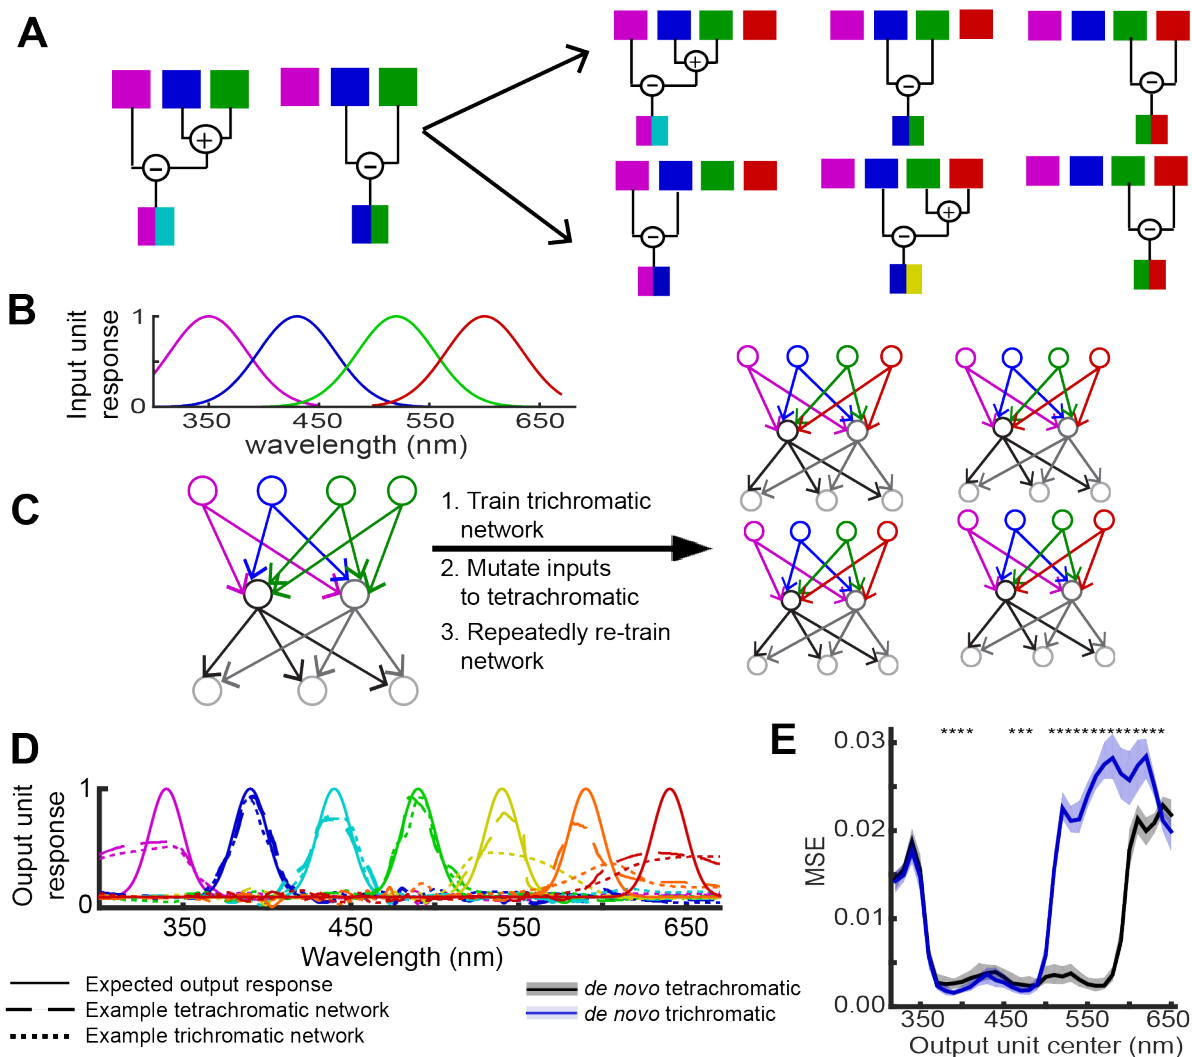 A
+
−
−
+
−
−
−
−
+
−
−
B
Input unit
response
1
0
350
450
550
650
wavelength (nm)
C
1. Train trichromatic
network
2. Mutate inputs
to tetrachromatic
3. Repeatedly re-train
network
D
Ouput unit
response
1
0
350
450
550
650
Wavelength (nm)
Expected output response
Example tetrachromatic network
Example trichromatic network
de novo tetrachromatic
de novo trichromatic
E
**** *** **************
MSE
0.03
0.02
0.01
0.00
350
450
550
650
Output unit center (nm)